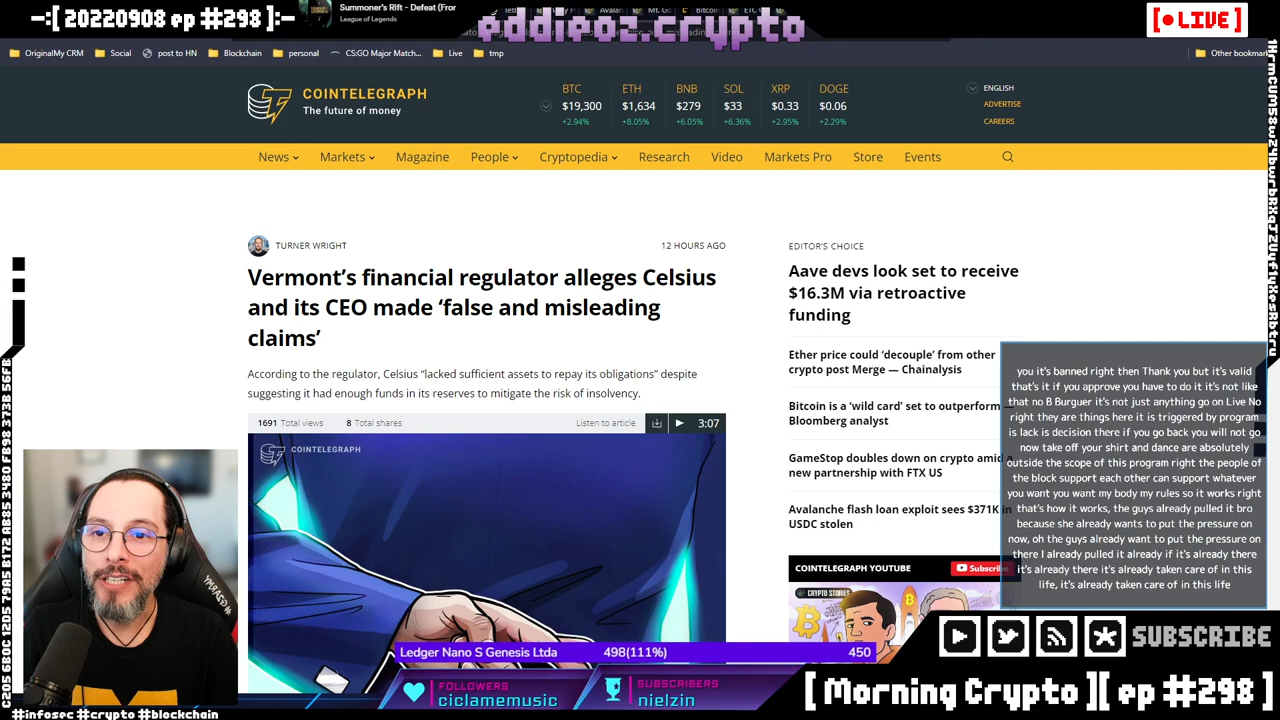 -:[ 20220908 ep #298 ]:-
Summoner's Rift - Defeat (Fror
League of Legends
eddieoz.crypto
[● LIVE]
OriginalMy CRM
Social
post to HN
Blockchain
personal
CS:GO Major Match...
Live
tmp
Other bookmar
COINTELEGRAPH
The future of money
BTC
$19,300
+2.94%
ETH
$1,634
+8.05%
BNB
$279
+6.05%
SOL
$33
+6.36%
XRP
$0.33
+2.95%
DOGE
$0.06
+2.29%
ENGLISH
ADVERTISE
CAREERS
News
Markets
Magazine
People
Cryptopedia
Research
Video
Markets Pro
Store
Events
TURNER WRIGHT
12 HOURS AGO
Vermont's financial regulator alleges Celsius
and its CEO made 'false and misleading
claims'
According to the regulator, Celsius "lacked sufficient assets to repay its obligations" despite
suggesting it had enough funds in its reserves to mitigate the risk of insolvency.
1691 Total views
8 Total shares
Listen to article
3:07
COINTELEGRAPH
EDITOR'S CHOICE
Aave devs look set to receive
$16.3M via retroactive
funding
Ether price could 'decouple' from other
crypto post Merge — Chainalysis
Bitcoin is a 'wild card' set to outperform —
Bloomberg analyst
GameStop doubles down on crypto amid
new partnership with FTX US
Avalanche flash loan exploit sees $371K in
USDC stolen
COINTELEGRAPH YOUTUBE
Subscribe
CRYPTO STORIES
you it's banned right then Thank you but it's valid
that's it if you approve you have to do it it's not like
that no B Burguer it's not just anything go on Live No
right they are things here it is triggered by program
is lack is decision there if you go back you will not go
now take off your shirt and dance are absolutely
outside the scope of this program right the people of
the block support each other can support whatever
you want you want my body my rules so it works right
that's how it works, the guys already pulled it bro
because she already wants to put the pressure on
now, oh the guys already want to put the pressure on
there I already pulled it already if it's already there
it's already there it's already taken care of in this
life, it's already taken care of in this life
Ledger Nano S Genesis Ltda
498(111%)
450
FOLLOWERS
ciclamemusic
SUBSCRIBERS
nielzin
SUBSCRIBE
[ Morning Crypto ][ ep #298 ]
#infosec #crypto #blockchain